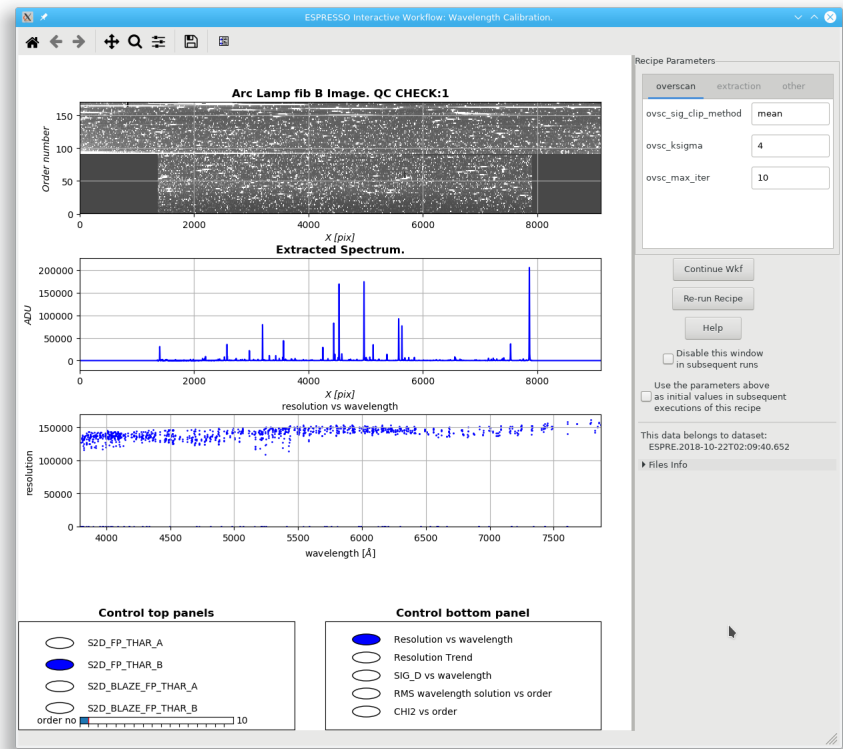 ESPRESSO Interactive Workflow: Wavelength Calibration.
Recipe Parameters
overscan extraction other
ovsc_sig_clip_method mean
ovsc_ksigma 4
ovsc_max_iter 10
Continue Wkf
Re-run Recipe
Help
Disable this window
in subsequent runs
Use the parameters above
as initial values in subsequent
executions of this recipe
This data belongs to dataset:
ESPRE.2018-10-22T02:09:40.652
Files Info
Arc Lamp fib B Image. QC CHECK:1
Order number
150
100
50
0
0 2000 4000 6000 8000
X [pix]
Extracted Spectrum.
ADU
200000
150000
100000
50000
0
0 2000 4000 6000 8000
X [pix]
resolution vs wavelength
resolution
150000
100000
50000
0
4000 4500 5000 5500 6000 6500 7000 7500
wavelength [Å]
Control top panels
S2D_FP_THAR_A
S2D_FP_THAR_B
S2D_BLAZE_FP_THAR_A
S2D_BLAZE_FP_THAR_B
order no 10
Control bottom panel
Resolution vs wavelength
Resolution Trend
SIG_D vs wavelength
RMS wavelength solution vs order
CHI2 vs order